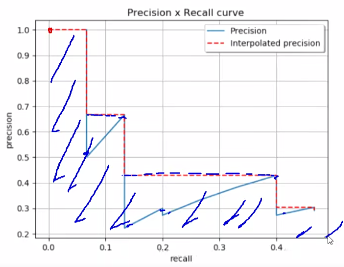 Precision x Recall curve
Precision
Interpolated precision
1.0
0.9
0.8
0.7
0.6
0.5
0.4
0.3
0.2
precision
0.0 0.1 0.2 0.3 0.4
recall